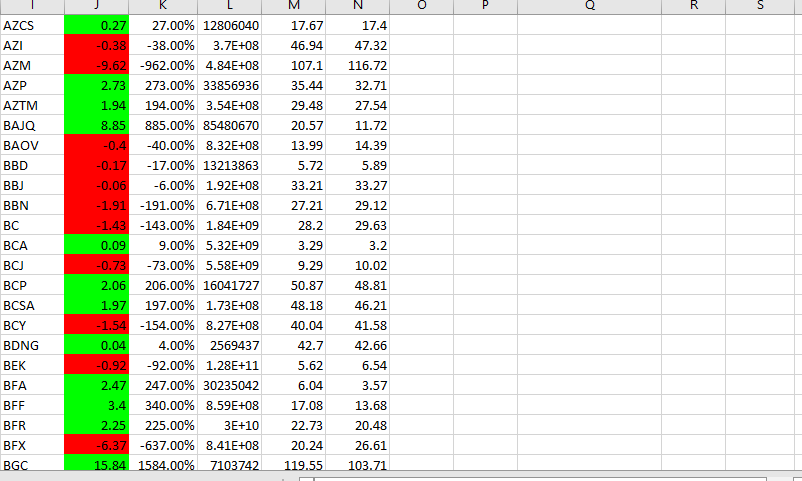 I J K L M N O P Q R S
AZCS 0.27 27.00% 12806040 17.67 17.4
AZI -0.38 -38.00% 3.7E+08 46.94 47.32
AZM -9.62 -962.00% 4.84E+08 107.1 116.72
AZP 2.73 273.00% 33856936 35.44 32.71
AZTM 1.94 194.00% 3.54E+08 29.48 27.54
BAJQ 8.85 885.00% 85480670 20.57 11.72
BAOV -0.4 -40.00% 8.32E+08 13.99 14.39
BBD -0.17 -17.00% 13213863 5.72 5.89
BBJ -0.06 -6.00% 1.92E+08 33.21 33.27
BBN -1.91 -191.00% 6.71E+08 27.21 29.12
BC -1.43 -143.00% 1.84E+09 28.2 29.63
BCA 0.09 9.00% 5.32E+09 3.29 3.2
BCJ -0.73 -73.00% 5.58E+09 9.29 10.02
BCP 2.06 206.00% 16041727 50.87 48.81
BCSA 1.97 197.00% 1.73E+08 48.18 46.21
BCY -1.54 -154.00% 8.27E+08 40.04 41.58
BDNG 0.04 4.00% 2569437 42.7 42.66
BEK -0.92 -92.00% 1.28E+11 5.62 6.54
BFA 2.47 247.00% 30235042 6.04 3.57
BFF 3.4 340.00% 8.59E+08 17.08 13.68
BFR 2.25 225.00% 3E+10 22.73 20.48
BFX -6.37 -637.00% 8.41E+08 20.24 26.61
BGC 15.84 1584.00% 7103742 119.55 103.71